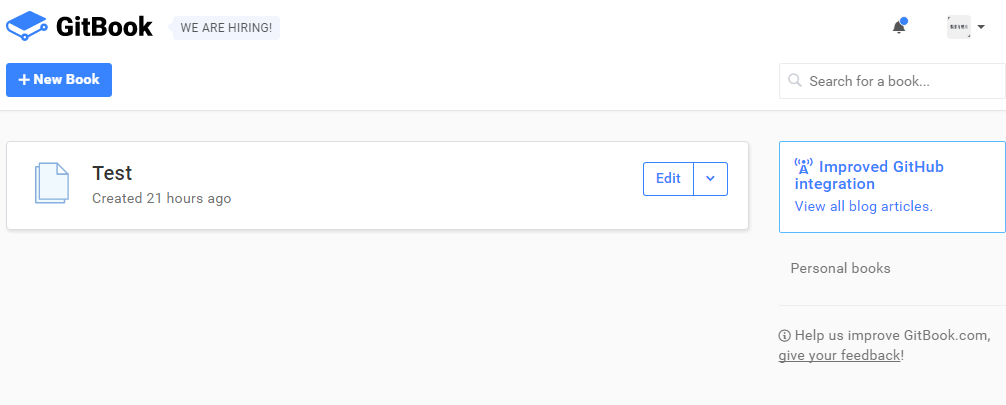 GitBook
WE ARE HIRING!
+ New Book
Search for a book...
Test
Created 21 hours ago
Edit
Improved GitHub
integration
View all blog articles.
Personal books
Help us improve GitBook.com,
give your feedback!